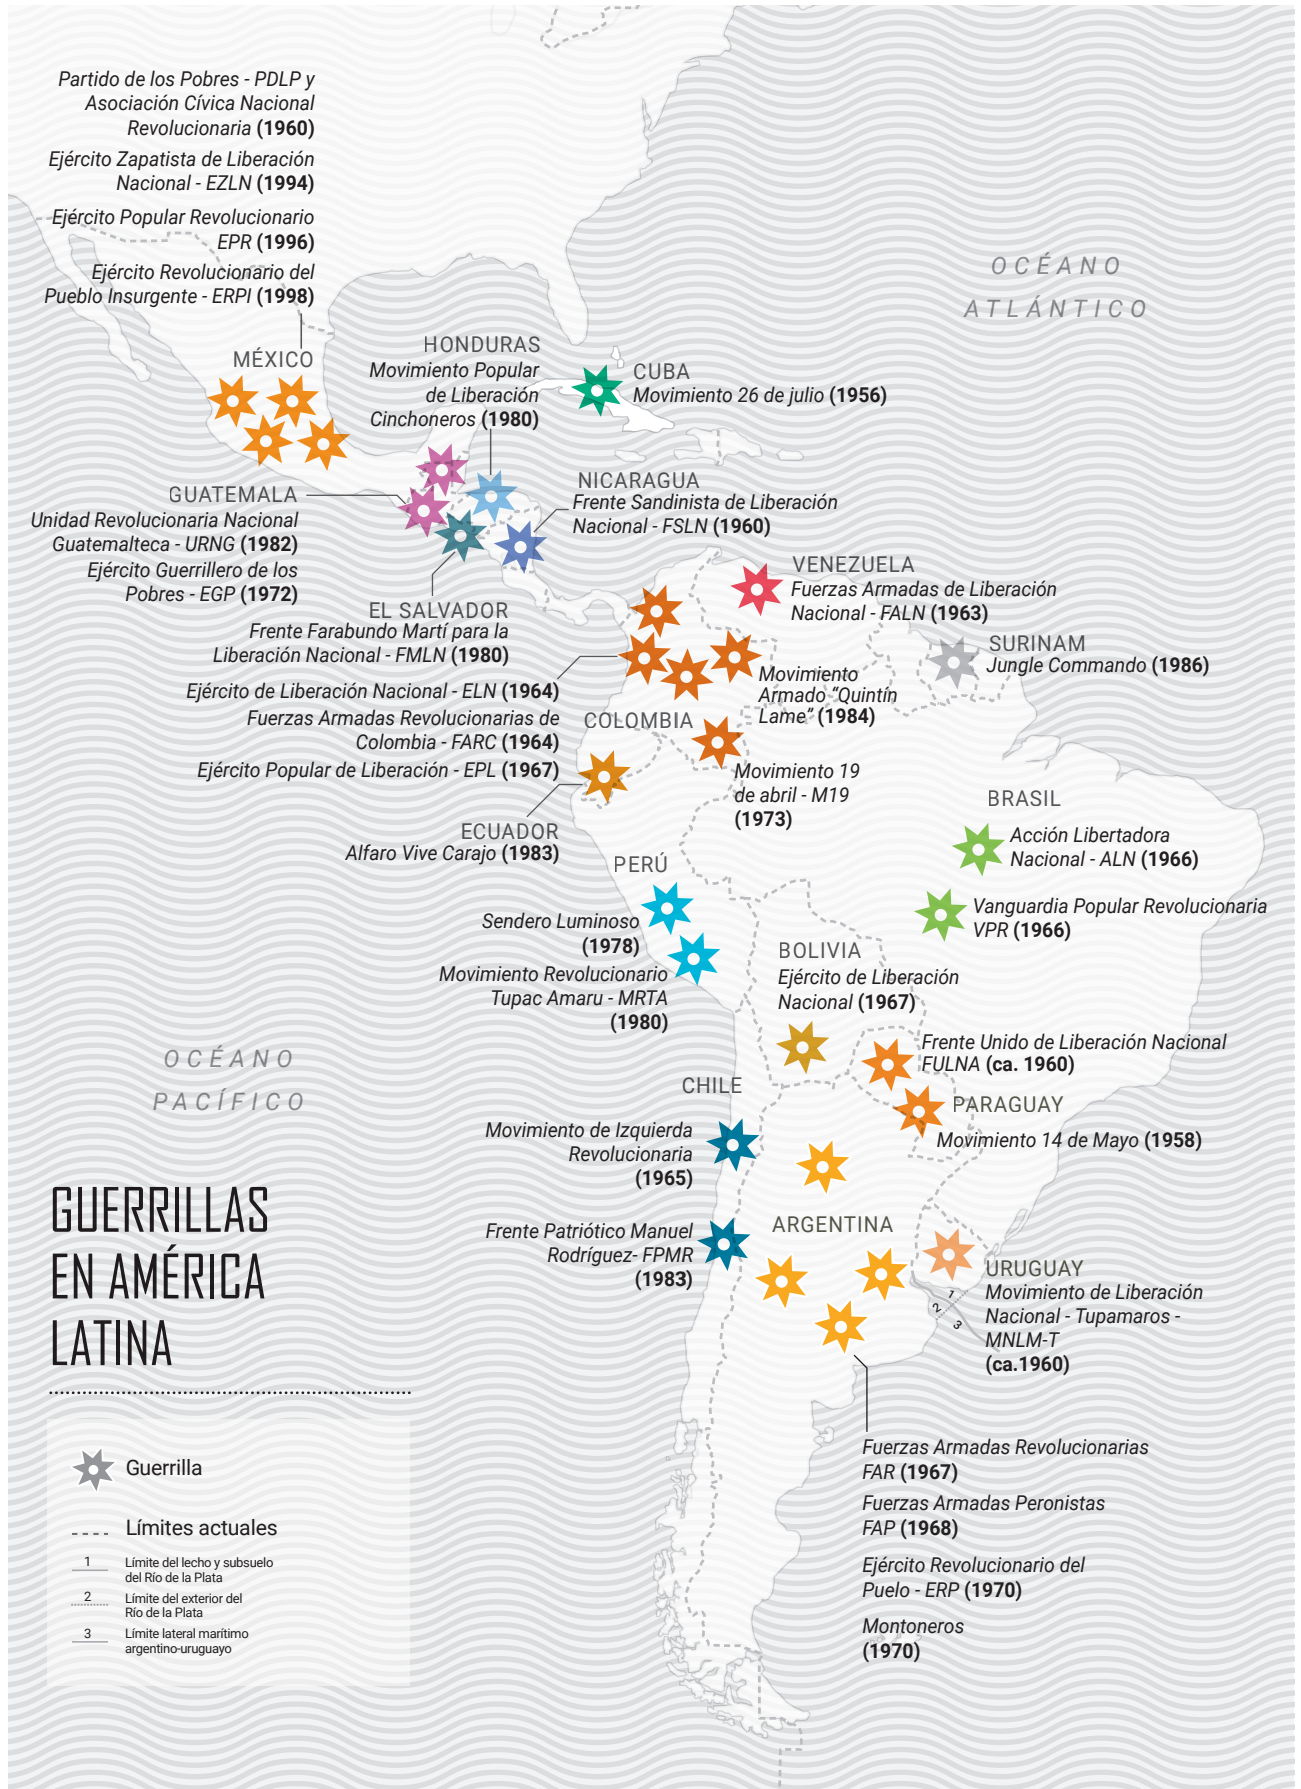 Partido de los Pobres - PDLP y
Asociación Cívica Nacional
Revolucionaria (1960)
Ejército Zapatista de Liberación
Nacional - EZLN (1994)
Ejército Popular Revolucionario
EPR (1996)
Ejército Revolucionario del
Pueblo Insurgente - ERPI (1998)
MÉXICO
OCÉANO
ATLÁNTICO
HONDURAS
Movimiento Popular
de Liberación
Cinchoneros (1980)
CUBA
Movimiento 26 de julio (1956)
GUATEMALA
Unidad Revolucionaria Nacional
Guatemalteca - URNG (1982)
Ejército Guerrillero de los
Pobres - EGP (1972)
NICARAGUA
Frente Sandinista de Liberación
Nacional - FSLN (1960)
EL SALVADOR
Frente Farabundo Martí para la
Liberación Nacional - FMLN (1980)
VENEZUELA
Fuerzas Armadas de Liberación
Nacional - FALN (1963)
SURINAM
Jungle Commando (1986)
Ejército de Liberación Nacional - ELN (1964)
Fuerzas Armadas Revolucionarias de
Colombia - FARC (1964)
Ejército Popular de Liberación - EPL (1967)
COLOMBIA
Movimiento
Armado “Quintín
Lame” (1984)
Movimiento 19
de abril - M19
(1973)
ECUADOR
Alfaro Vive Carajo (1983)
BRASIL
Acción Libertadora
Nacional - ALN (1966)
Vanguardia Popular Revolucionaria
VPR (1966)
PERÚ
Sendero Luminoso
(1978)
Movimiento Revolucionario
Tupac Amaru - MRTA
(1980)
BOLIVIA
Ejército de Liberación
Nacional (1967)
Frente Unido de Liberación Nacional
FULNA (ca. 1960)
PARAGUAY
Movimiento 14 de Mayo (1958)
OCÉANO
PACÍFICO
CHILE
Movimiento de Izquierda
Revolucionaria
(1965)
Frente Patriótico Manuel
Rodríguez- FPMR
(1983)
ARGENTINA
URUGUAY
Movimiento de Liberación
Nacional - Tupamaros -
MNLM-T
(ca.1960)
1
2
3
Fuerzas Armadas Revolucionarias
FAR (1967)
Fuerzas Armadas Peronistas
FAP (1968)
Ejército Revolucionario del
Puelo - ERP (1970)
Montoneros
(1970)
GUERRILLAS
EN AMÉRICA
LATINA
Guerrilla
Límites actuales
1 Límite del lecho y subsuelo
del Río de la Plata
2 Límite del exterior del
Río de la Plata
3 Límite lateral marítimo
argentino-uruguayo